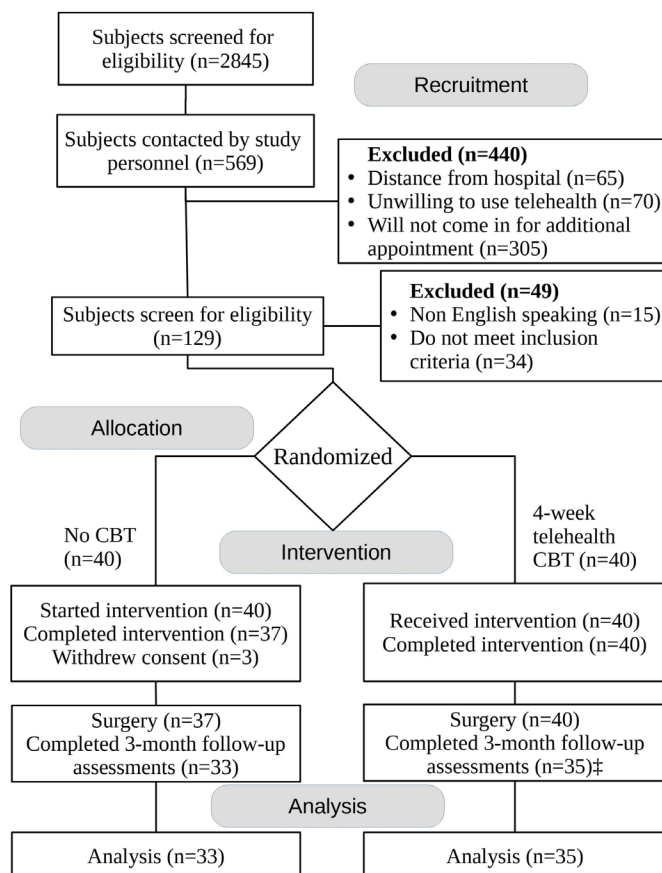 Subjects screened for
eligibility (n=2845)
Recruitment
Subjects contacted by study
personnel (n=569)
Excluded (n=440)
• Distance from hospital (n=65)
• Unwilling to use telehealth (n=70)
• Will not come in for additional
appointment (n=305)
Excluded (n=49)
• Non English speaking (n=15)
• Do not meet inclusion
criteria (n=34)
Subjects screen for eligibility
(n=129)
Allocation
Randomized
No CBT
(n=40)
Intervention
4-week
telehealth
CBT (n=40)
Started intervention (n=40)
Completed intervention (n=37)
Withdrew consent (n=3)
Received intervention (n=40)
Completed intervention (n=40)
Surgery (n=37)
Completed 3-month follow-up
assessments (n=33)
Surgery (n=40)
Completed 3-month follow-up
assessments (n=35)‡
Analysis
Analysis (n=33)
Analysis (n=35)